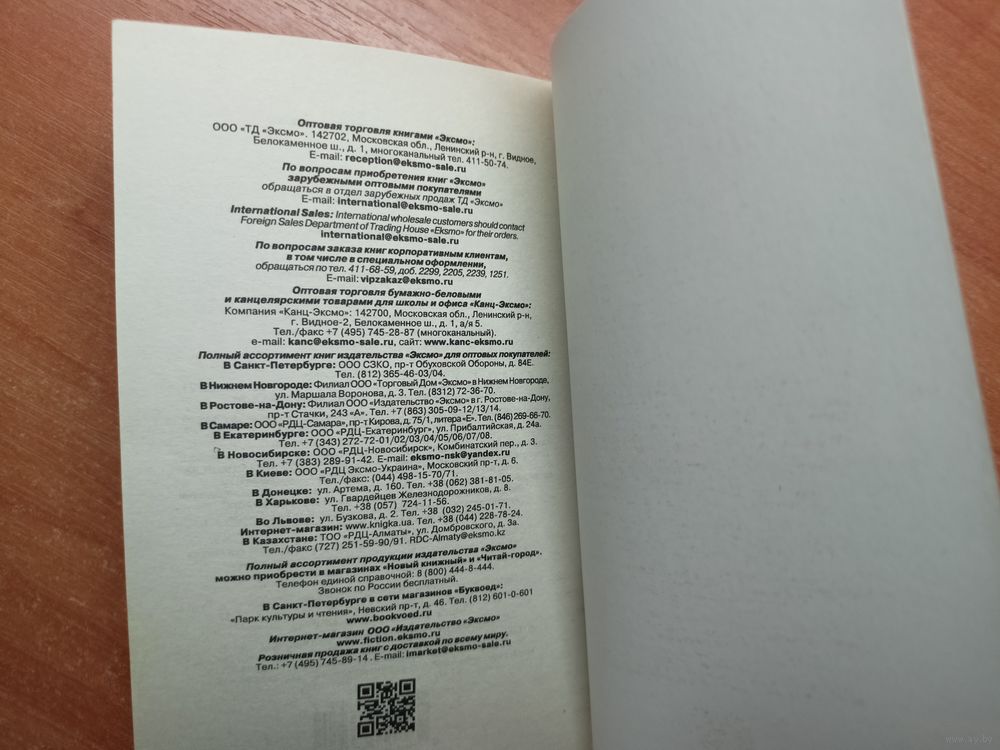 Оптовая торговля книгами «Эксмо»:
ООО «ТД «Эксмо». 142702, Московская обл., Ленинский р-н, г. Видное,
Белокаменное ш., д. 1, многоканальный тел. 411-50-74.
E-mail: reception@eksmo-sale.ru
По вопросам приобретения книг «Эксмо»
зарубежными оптовыми покупателями
обращаться в отдел зарубежных продаж ТД «Эксмо»
E-mail: international@eksmo-sale.ru
International Sales: International wholesale customers should contact
Foreign Sales Department of Trading House «Eksmo» for their orders.
international@eksmo-sale.ru
По вопросам заказа книг корпоративным клиентам,
в том числе в специальном оформлении,
обращаться по тел. 411-68-59, доб. 2299, 2205, 2239, 1251.
E-mail: vipzakaz@eksmo.ru
Оптовая торговля бумажно-беловыми
и канцелярскими товарами для школы и офиса «Канц-Эксмо»:
Компания «Канц-Эксмо»: 142700, Московская обл., Ленинский р-н,
г. Видное-2, Белокаменное ш., д. 1, а/я 5.
Тел./факс +7 (495) 745-28-87 (многоканальный).
e-mail: kanc@eksmo-sale.ru, сайт: www.kanc-eksmo.ru
Полный ассортимент книг издательства «Эксмо» для оптовых покупателей:
В Санкт-Петербурге: ООО СЗКО, пр-т Обуховской Обороны, д. 84Е.
Тел. (812) 365-46-03/04.
В Нижнем Новгороде: Филиал ООО «Торговый Дом «Эксмо» в Нижнем Новгороде,
ул. Маршала Воронова, д. 3. Тел. (8312) 72-36-70.
В Ростове-на-Дону: Филиал ООО «Издательство «Эксмо» в г. Ростове-на-Дону,
пр-т Стачки, 243 «А». Тел. +7 (863) 305-09-12/13/14.
В Самаре: ООО «РДЦ-Самара», пр-т Кирова, д. 75/1, литера «Е». Тел. (846) 269-66-70.
В Екатеринбурге: ООО «РДЦ-Екатеринбург», ул. Прибалтийская, д. 24а.
Тел. +7 (343) 272-72-01/02/03/04/05/06/07/08.
В Новосибирске: ООО «РДЦ-Новосибирск», Комбинатский пер., д. 3.
Тел. +7 (383) 289-91-42. E-mail: eksmo-nsk@yandex.ru
В Киеве: ООО «РДЦ Эксмо-Украина», Московский пр-т, д. 6.
Тел./факс: (044) 498-15-70/71.
В Донецке: ул. Артема, д. 160. Тел. +38 (062) 381-81-05.
В Харькове: ул. Гвардейцев Железнодорожников, д. 8.
Тел. +38 (057) 724-11-56.
Во Львове: ул. Бузкова, д. 2. Тел. +38 (032) 245-01-71.
Интернет-магазин: www.knigka.ua. Тел. +38 (044) 228-78-24.
В Казахстане: ТОО «РДЦ-Алматы», ул. Домбровского, д. 3а.
Тел./факс (727) 251-59-90/91. RDC-Almaty@eksmo.kz
Полный ассортимент продукции издательства «Эксмо»
можно приобрести в магазинах «Новый книжный» и «Читай-город».
Телефон единой справочной: 8 (800) 444-8-444.
Звонок по России бесплатный.
В Санкт-Петербурге в сети магазинов «Буквоед»:
«Парк культуры и чтения», Невский пр-т, д. 46. Тел. (812) 601-0-601
www.bookvoed.ru
Интернет-магазин ООО «Издательство «Эксмо»
www.fiction.eksmo.ru
Розничная продажа книг с доставкой по всему миру.
Тел.: +7 (495) 745-89-14. E-mail: imarket@eksmo-sale.ru
www.ay.by